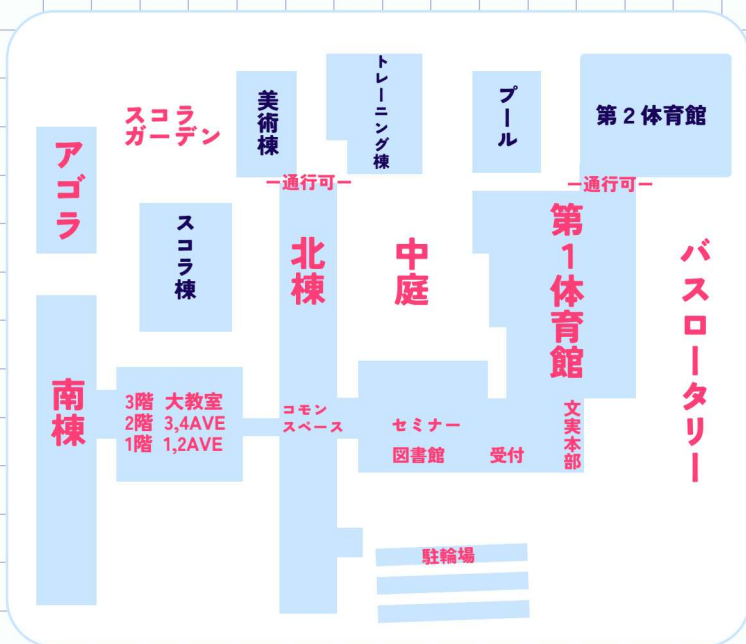 トレーニング棟
美術棟
プール
第2体育館
スコラ
ガーデン
アゴラ
ー通行可ー
ー通行可ー
スコラ棟
北棟
中庭
第1体育館
バスロータリー
南棟
3階 大教室
2階 3,4AVE
1階 1,2AVE
コモン
スペース
セミナー
図書館
受付
文実本部
駐輪場